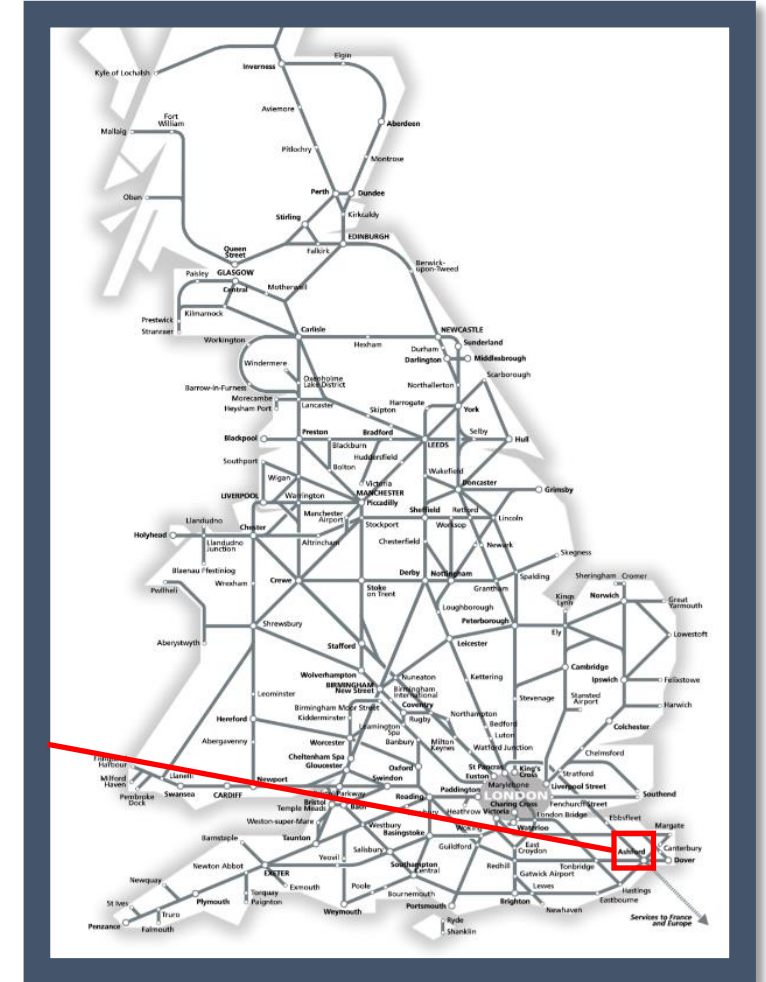 Elgin
Inverness
Kyle of Lochalsh
Aviemore
Fort
William
Mallaig
Aberdeen
Pitlochry
Montrose
Perth
Dundee
Oban
Stirling
Kirkcaldy
EDINBURGH
Queen
Street
Falkirk
Berwick-
upon-Tweed
Paisley
GLASGOW
Central
Motherwell
Kilmarnock
Prestwick
Stranraer
Carlisle
NEWCASTLE
Workington
Hexham
Sunderland
Durham
Darlington
Middlesbrough
Windermere
Scarborough
Oxenholme
Lake District
Barrow-in-Furness
Northallerton
Morecambe
Heysham Port
Lancaster
Harrogate
York
Skipton
Blackpool
Preston
Bradford
Selby
Blackburn
LEEDS
Hull
Huddersfield
Southport
Bolton
Wakefield
Wigan
Victoria
Doncaster
LIVERPOOL
Warrington
MANCHESTER
Piccadilly
Grimsby
Manchester
Airport
Sheffield
Retford
Llandudno
Chester
Stockport
Worksop
Lincoln
Holyhead
Llandudno
Junction
Altrincham
Chesterfield
Newark
Skegness
Blaenau Ffestiniog
Wrexham
Crewe
Stoke
on Trent
Derby
Nottingham
Grantham
Spalding
Sheringham
Cromer
Pwllheli
Kings
Lynn
Norwich
Great
Yarmouth
Loughborough
Aberystwyth
Shrewsbury
Peterborough
Ely
Lowestoft
Stafford
Leicester
Wolverhampton
Nuneaton
Kettering
Cambridge
BIRMINGHAM
New Street
Birmingham
International
Ipswich
Felixstowe
Leominster
Stansted
Airport
Stevenage
Birmingham Moor Street
Coventry
Harwich
Kidderminster
Rugby
Northampton
Hereford
Leamington
Spa
Bedford
Colchester
Abergavenny
Worcester
Banbury
Milton
Keynes
Luton
Cheltenham Spa
Watford Junction
Chelmsford
Gloucester
Oxford
St Pancras
King's
Cross
Harbour
Euston
Stratford
Milford
Haven
Llanelli
Newport
Swindon
Marylebone
Liverpool Street
Pembroke
Dock
Swansea
CARDIFF
Parkway
Reading
Paddington
LONDON
Southend
Bristol
Temple Meads
Bath
Heathrow
Victoria
Charing Cross
Fenchurch Street
Weston-super-Mare
London Bridge
Ebbsfleet
Westbury
Basingstoke
Woking
Waterloo
Margate
Barnstaple
Taunton
Salisbury
Guildford
East
Croydon
Ashford
Canterbury
Yeovil
Dover
Newton Abbot
EXETER
Southampton
Central
Redhill
Tonbridge
Gatwick Airport
Newquay
Exmouth
Poole
Lewes
Hastings
St Ives
Plymouth
Torquay
Paignton
Bournemouth
Eastbourne
Truro
Weymouth
Portsmouth
Brighton
Newhaven
Penzance
Falmouth
Ryde
Shanklin
Services to France
and Europe